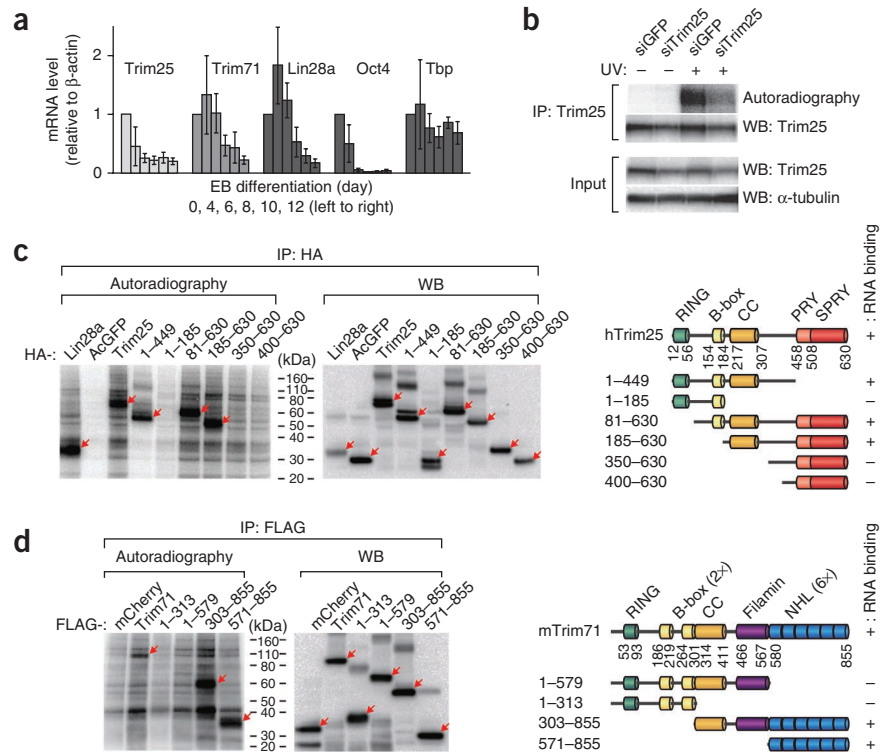 a
mRNA level
(relative to β-actin)
2
1
0
Trim25
Trim71
Lin28a
Oct4
Tbp
EB differentiation (day)
0, 4, 6, 8, 10, 12 (left to right)
b
siGFP
siTrim25
siGFP
siTrim25
UV: – – + +
IP: Trim25
Autoradiography
WB: Trim25
Input
WB: Trim25
WB: α-tubulin
c
IP: HA
Autoradiography
WB
HA-:
Lin28a
AcGFP
Trim25
1–449
1–185
81–630
185–630
350–630
400–630
(kDa)
160
110
80
60
50
40
30
20
Lin28a
AcGFP
Trim25
1–449
1–185
81–630
185–630
350–630
400–630
RING
B-box
CC
PRY
SPRY
+ : RNA binding
hTrim25
12
56
154
184
217
307
458
508
630
1–449 +
1–185 –
81–630 +
185–630 +
350–630 –
400–630 –
d
IP: FLAG
Autoradiography
WB
FLAG-:
mCherry
Trim71
1–313
1–579
303–855
571–855
(kDa)
160
110
80
60
50
40
30
20
mCherry
Trim71
1–313
1–579
303–855
571–855
RING
B-box (2×)
CC
Filamin
NHL (6×)
+ : RNA binding
mTrim71
53
93
186
219
264
301
314
411
466
567
580
855
1–579 –
1–313 –
303–855 +
571–855 +